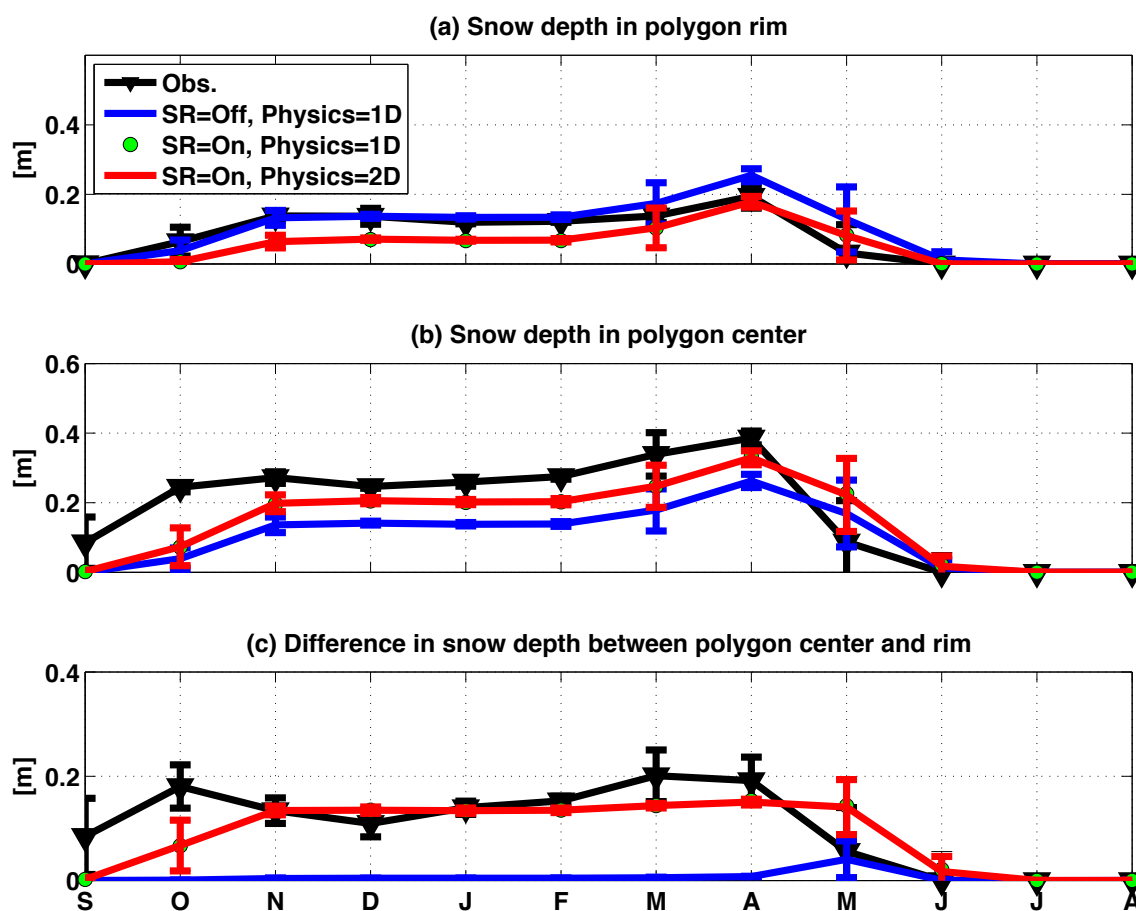 (a) Snow depth in polygon rim
Obs.
SR=Off, Physics=1D
SR=On, Physics=1D
SR=On, Physics=2D
[m]
0.4
0.2
0
(b) Snow depth in polygon center
[m]
0.6
0.4
0.2
0
(c) Difference in snow depth between polygon center and rim
[m]
0.4
0.2
0
S O N D J F M A M J J A